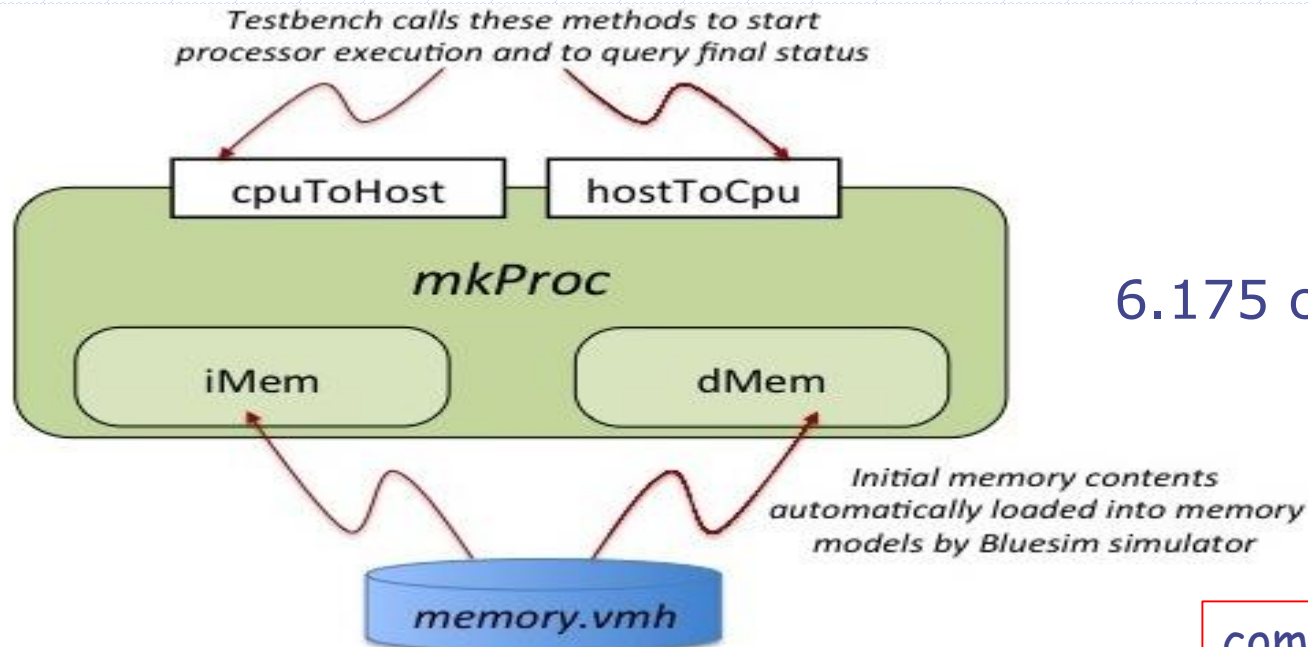 Testbench calls these methods to start
processor execution and to query final status
cpuToHost
hostToCpu
mkProc
6.175 c
iMem
dMem
Initial memory contents
automatically loaded into memory
models by Bluesim simulator
memory.vmh
com